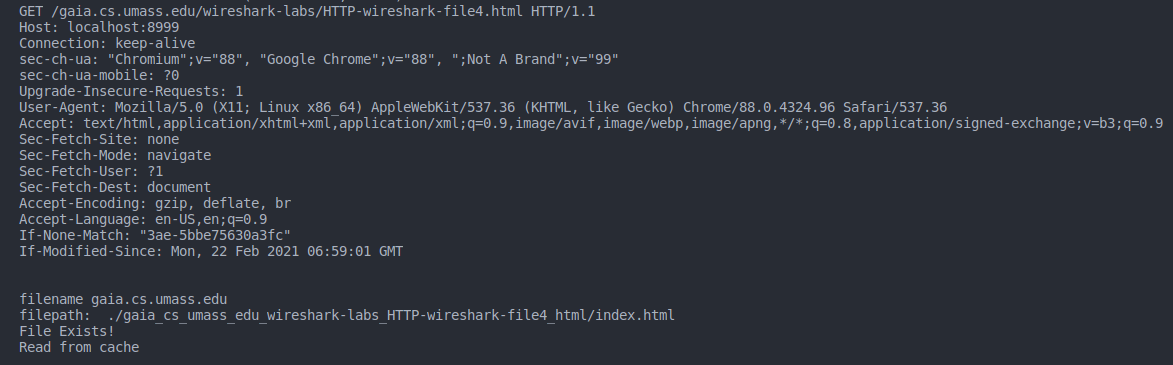 GET /gaia.cs.umass.edu/wireshark-labs/HTTP-wireshark-file4.html HTTP/1.1
Host: localhost:8999
Connection: keep-alive
sec-ch-ua: "Chromium";v="88", "Google Chrome";v="88", ";Not A Brand";v="99"
sec-ch-ua-mobile: ?0
Upgrade-Insecure-Requests: 1
User-Agent: Mozilla/5.0 (X11; Linux x86_64) AppleWebKit/537.36 (KHTML, like Gecko) Chrome/88.0.4324.96 Safari/537.36
Accept: text/html,application/xhtml+xml,application/xml;q=0.9,image/avif,image/webp,image/apng,*/*;q=0.8,application/signed-exchange;v=b3;q=0.9
Sec-Fetch-Site: none
Sec-Fetch-Mode: navigate
Sec-Fetch-User: ?1
Sec-Fetch-Dest: document
Accept-Encoding: gzip, deflate, br
Accept-Language: en-US,en;q=0.9
If-None-Match: "3ae-5bbe75630a3fc"
If-Modified-Since: Mon, 22 Feb 2021 06:59:01 GMT
filename gaia.cs.umass.edu
filepath:  ./gaia_cs_umass_edu_wireshark-labs_HTTP-wireshark-file4_html/index.html
File Exists!
Read from cache